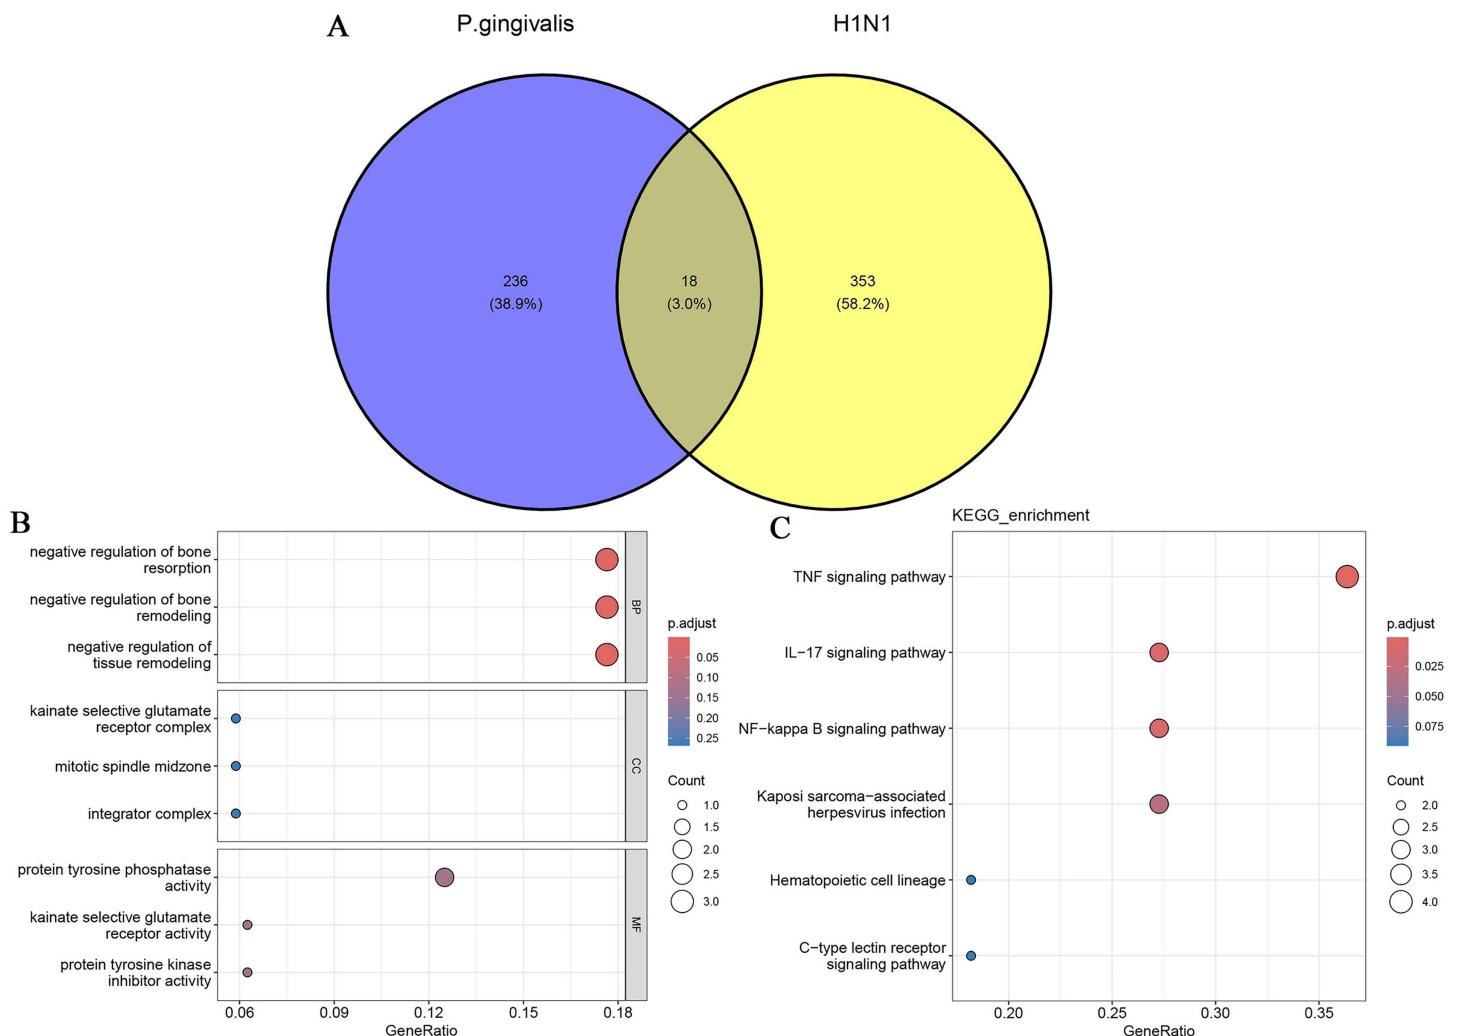 A
P.gingivalis
H1N1
236
(38.9%)
18
(3.0%)
353
(58.2%)
B
negative regulation of bone
resorption
negative regulation of bone
remodeling
negative regulation of
tissue remodeling
BP
kainate selective glutamate
receptor complex
mitotic spindle midzone
integrator complex
CC
protein tyrosine phosphatase
activity
kainate selective glutamate
receptor activity
protein tyrosine kinase
inhibitor activity
MF
0.06
0.09
0.12
0.15
0.18
GeneRatio
p.adjust
0.05
0.10
0.15
0.20
0.25
Count
1.0
1.5
2.0
2.5
3.0
C
KEGG_enrichment
TNF signaling pathway
IL−17 signaling pathway
NF−kappa B signaling pathway
Kaposi sarcoma−associated
herpesvirus infection
Hematopoietic cell lineage
C−type lectin receptor
signaling pathway
0.20
0.25
0.30
0.35
GeneRatio
p.adjust
0.025
0.050
0.075
Count
2.0
2.5
3.0
3.5
4.0